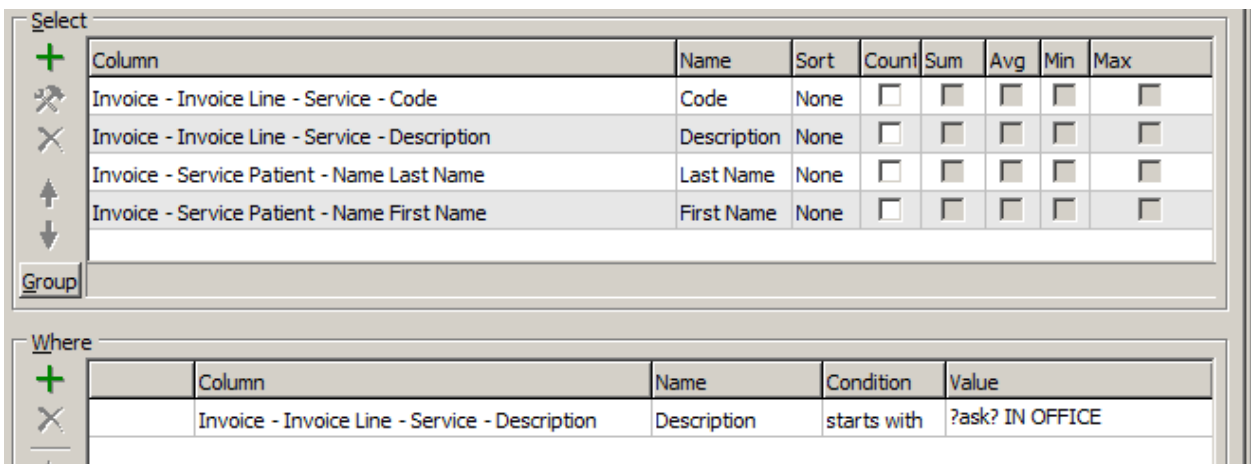 Select
Column Name Sort Count Sum Avg Min Max
Invoice - Invoice Line - Service - Code Code None
Invoice - Invoice Line - Service - Description Description None
Invoice - Service Patient - Name Last Name Last Name None
Invoice - Service Patient - Name First Name First Name None
Group
Where
Column Name Condition Value
Invoice - Invoice Line - Service - Description Description starts with ?ask? IN OFFICE